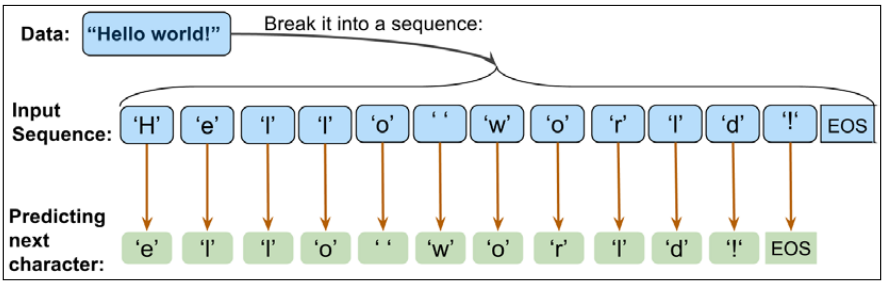 Data: “Hello world!” Break it into a sequence:
Input
Sequence: ‘H’ ‘e’ ‘l’ ‘l’ ‘o’ ‘ ‘ ‘w’ ‘o’ ‘r’ ‘l’ ‘d’ ‘!‘ EOS
Predicting
next
character: ‘e’ ‘l’ ‘l’ ‘o’ ‘ ‘ ‘w’ ‘o’ ‘r’ ‘l’ ‘d’ ‘!‘ EOS